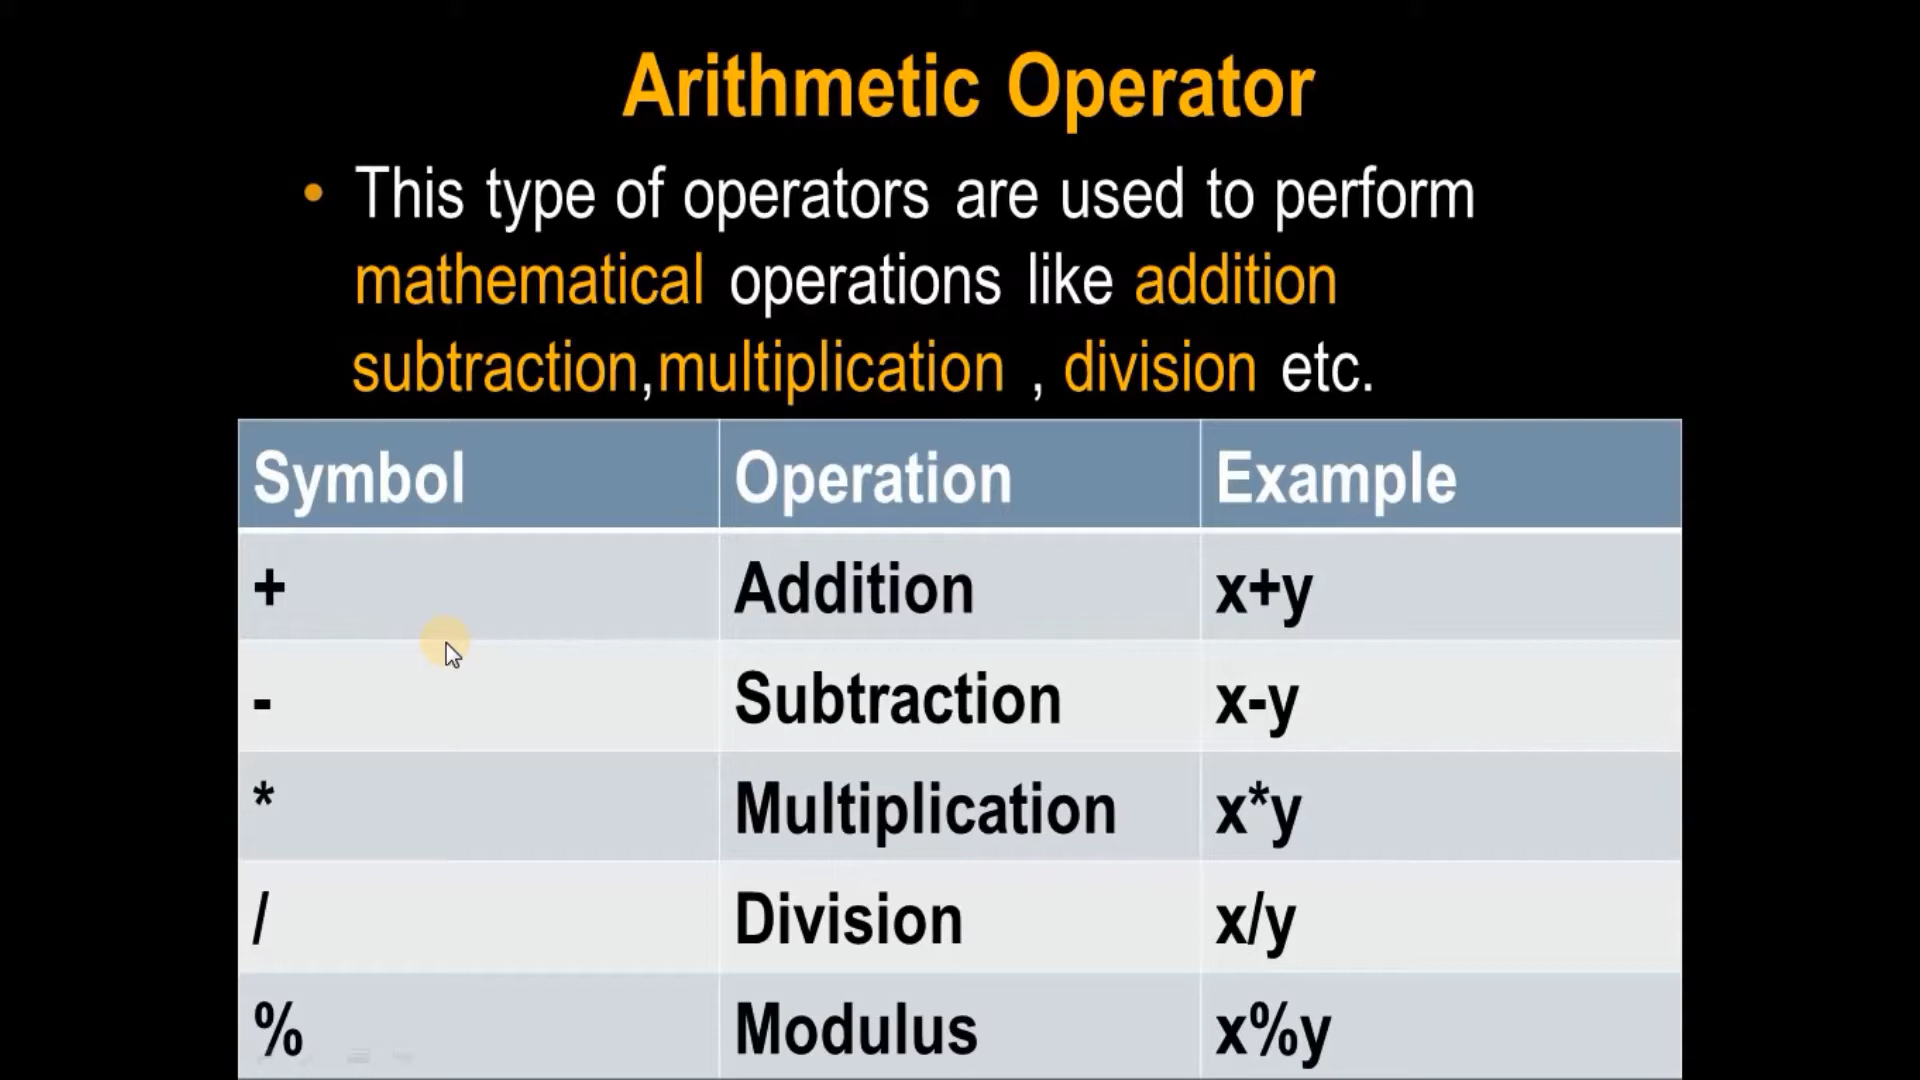 Arithmetic Operator
• This type of operators are used to perform
mathematical operations like addition
subtraction,multiplication , division etc.
Symbol Operation Example
+ Addition x+y
- Subtraction x-y
* Multiplication x*y
/ Division x/y
% Modulus x%y